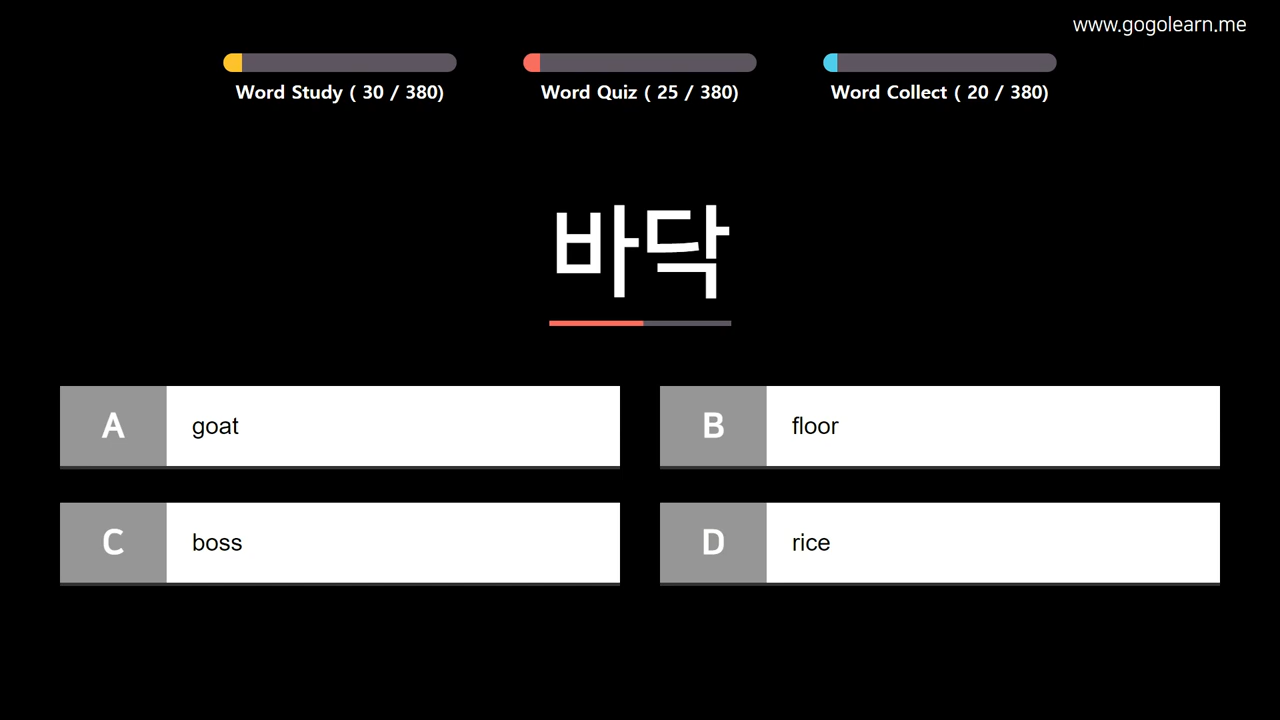 www.gogolearn.me
Word Study ( 30 / 380)
Word Quiz ( 25 / 380)
Word Collect ( 20 / 380)
바닥
A goat
B floor
C boss
D rice